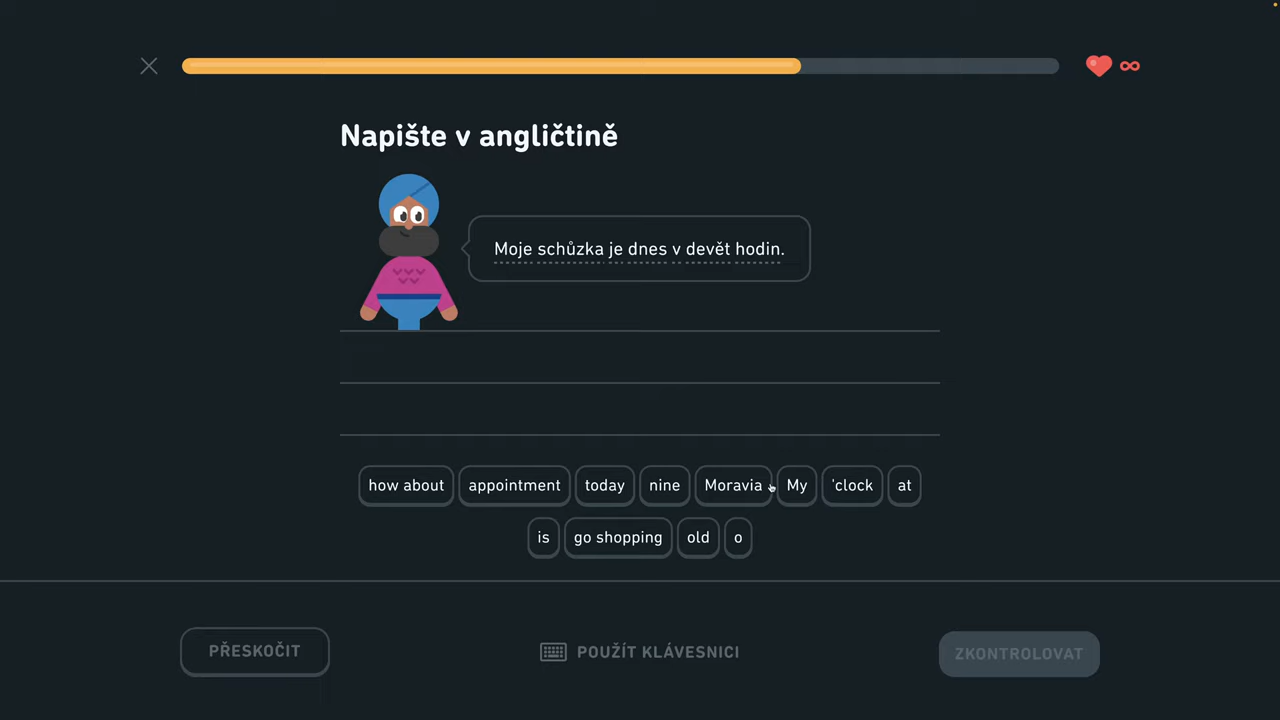 ∞
Napište v angličtině
Moje schůzka je dnes v devět hodin.
how about appointment today nine Moravia My 'clock at
is go shopping old o
PŘESKOČIT POUŽÍT KLÁVESNICI ZKONTROLOVAT